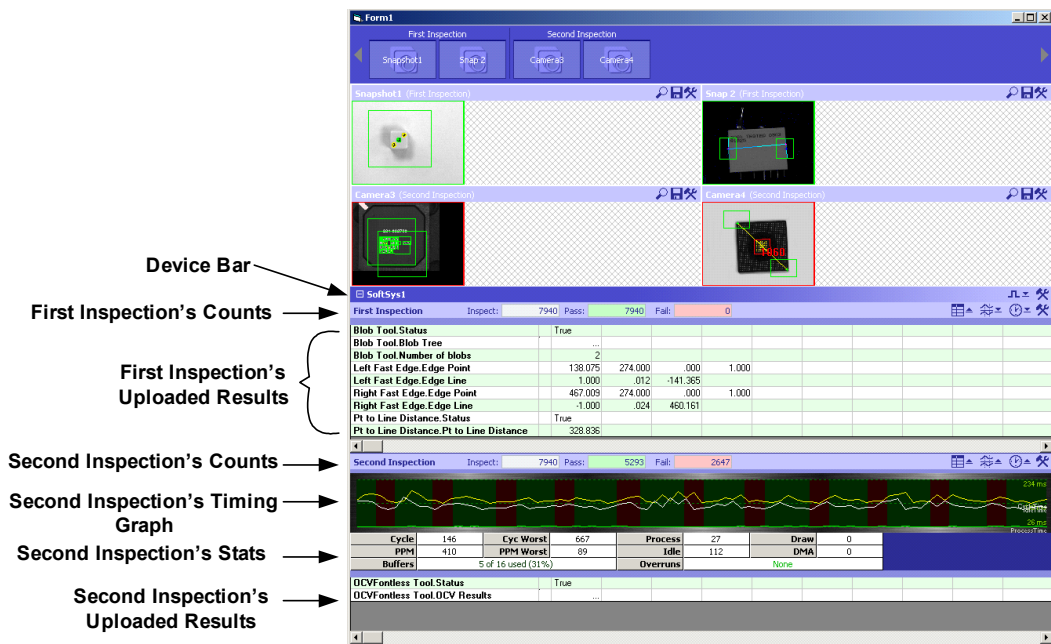 Form1
First Inspection
Second Inspection
Snapshot1
Snap 2
Camera3
Camera4
Snapshot1 (First Inspection)
Snap 2 (First Inspection)
Camera3 (Second Inspection)
Camera4 (Second Inspection)
Device Bar
SoftSys1
First Inspection's Counts
First Inspection Inspect: 7940 Pass: 7940 Fail: 0
First Inspection's
Uploaded Results
Blob Tool.Status True
Blob Tool.Blob Tree ...
Blob Tool.Number of blobs 2
Left Fast Edge.Edge Point 138.075 274.000 .000 1.000
Left Fast Edge.Edge Line 1.000 .012 -141.365
Right Fast Edge.Edge Point 467.009 274.000 .000 1.000
Right Fast Edge.Edge Line -1.000 .024 460.161
Pt to Line Distance.Status True
Pt to Line Distance.Pt to Line Distance 328.836
Second Inspection's Counts
Second Inspection Inspect: 7940 Pass: 5293 Fail: 2647
Second Inspection's Timing
Graph
234 ms
26 ms
ProcessTime
Second Inspection's Stats
Cycle 146 Cyc Worst 667 Process 27 Draw 0
PPM 410 PPM Worst 89 Idle 112 DMA 0
Buffers 5 of 16 used (31%) Overruns None
Second Inspection's
Uploaded Results
OCVFontless Tool.Status True
OCVFontless Tool.OCV Results ...